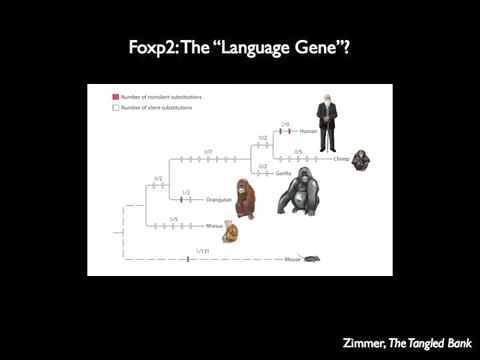 Foxp2: The “Language Gene”?
Number of nonsilent substitutions
Number of silent substitutions
2/0
0/2
Human
0/7
0/5
Chimp
0/2
Gorilla
0/2
1/2
Orangutan
0/5
Rhesus
1/131
Mouse
Zimmer, The Tangled Bank